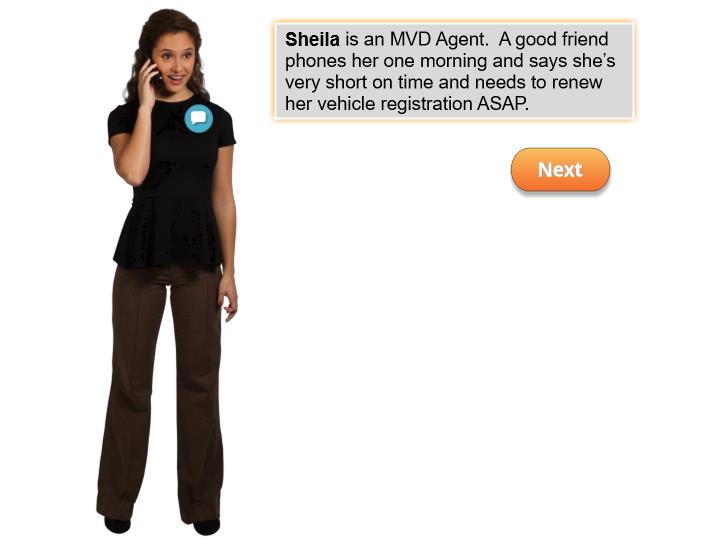 Sheila is an MVD Agent.  A good friend
phones her one morning and says she’s
very short on time and needs to renew
her vehicle registration ASAP.
Next